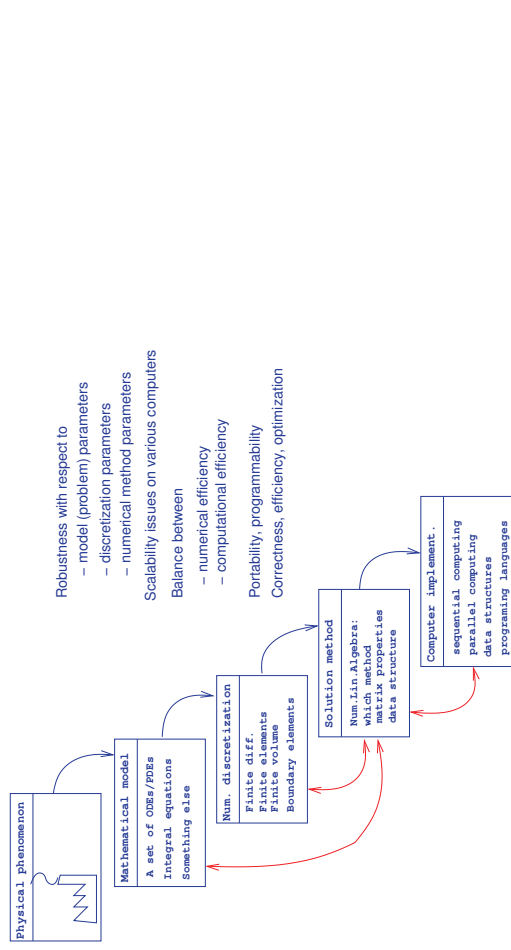 Physical phenomenon
Mathematical model
A set of ODEs/PDEs
Integral equations
Something else
Num. discretization
Finite diff.
Finite elements
Finite volume
Boundary elements
Solution method
Num.Lin.Algebra:
which method
matrix properties
data structure
Computer implement.
sequential computing
parallel computing
data structures
programing languages
Robustness with respect to
– model (problem) parameters
– discretization parameters
– numerical method parameters
Scalability issues on various computers
Balance between
– numerical efficiency
– computational efficiency
Portability, programmability
Correctness, efficiency, optimization